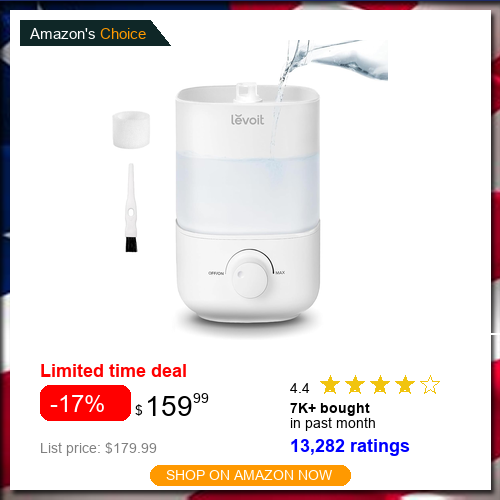 Amazon's Choice
levoit
OFF/ON MAX
Limited time deal
-17% $ 159 99
List price: $179.99
4.4
7K+ bought
in past month
13,282 ratings
SHOP ON AMAZON NOW